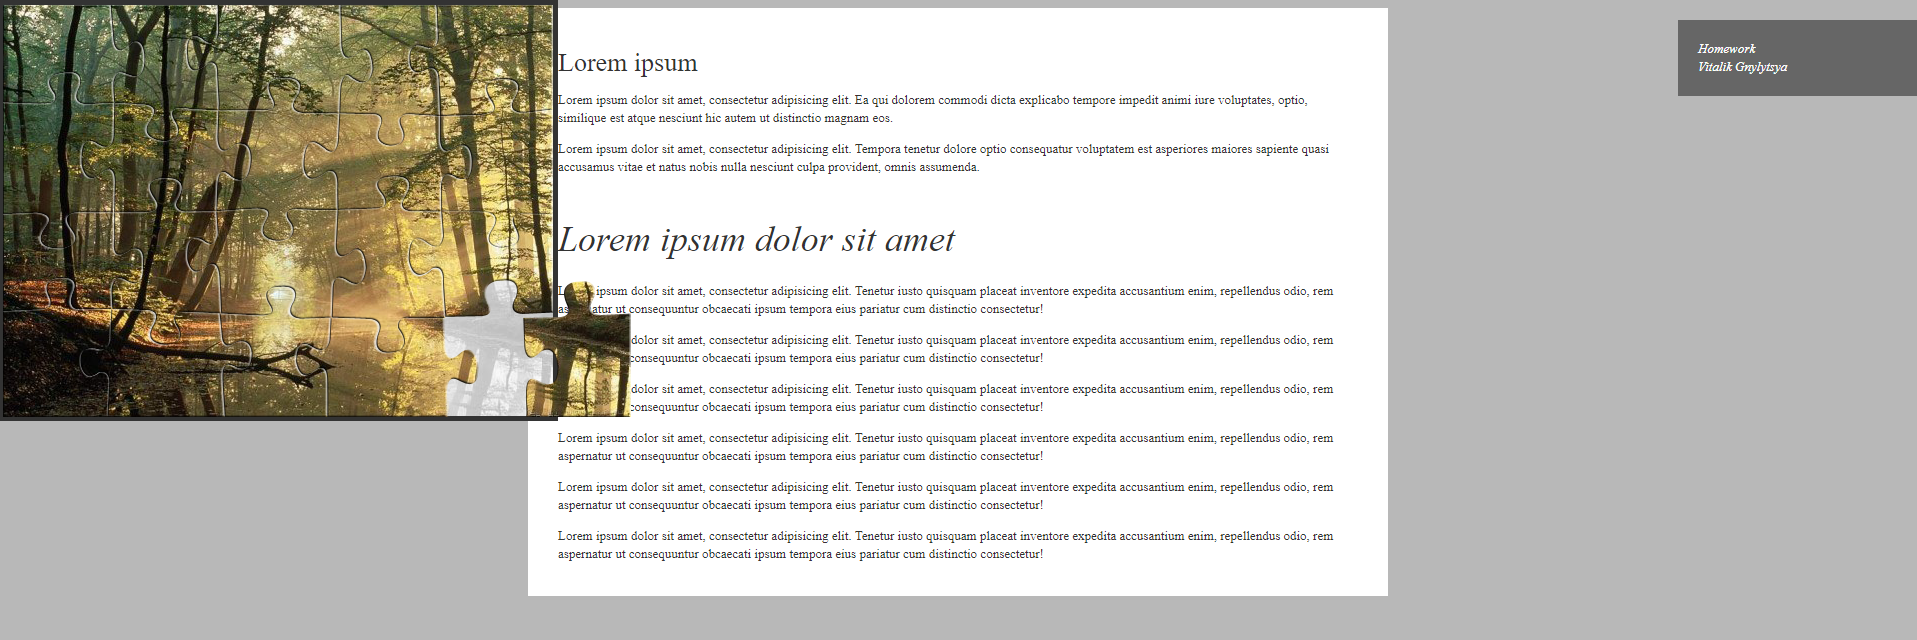 Lorem ipsum
Lorem ipsum dolor sit amet, consectetur adipisicing elit. Ea qui dolorem commodi dicta explicabo tempore impedit animi iure voluptates, optio,
similique est atque nesciunt hic autem ut distinctio magnam eos.
Lorem ipsum dolor sit amet, consectetur adipisicing elit. Tempora tenetur dolore optio consequatur voluptatem est asperiores maiores sapiente quasi
accusamus vitae et natus nobis nulla nesciunt culpa provident, omnis assumenda.
Lorem ipsum dolor sit amet
ipsum dolor sit amet, consectetur adipisicing elit. Tenetur iusto quisquam placeat inventore expedita accusantium enim, repellendus odio, rem
ut consequuntur obcaecati ipsum tempora eius pariatur cum distinctio consectetur!
dolor sit amet, consectetur adipisicing elit. Tenetur iusto quisquam placeat inventore expedita accusantium enim, repellendus odio, rem
consequuntur obcaecati ipsum tempora eius pariatur cum distinctio consectetur!
dolor sit amet, consectetur adipisicing elit. Tenetur iusto quisquam placeat inventore expedita accusantium enim, repellendus odio, rem
consequuntur obcaecati ipsum tempora eius pariatur cum distinctio consectetur!
Lorem ipsum dolor sit amet, consectetur adipisicing elit. Tenetur iusto quisquam placeat inventore expedita accusantium enim, repellendus odio, rem
aspernatur ut consequuntur obcaecati ipsum tempora eius pariatur cum distinctio consectetur!
Lorem ipsum dolor sit amet, consectetur adipisicing elit. Tenetur iusto quisquam placeat inventore expedita accusantium enim, repellendus odio, rem
aspernatur ut consequuntur obcaecati ipsum tempora eius pariatur cum distinctio consectetur!
Lorem ipsum dolor sit amet, consectetur adipisicing elit. Tenetur iusto quisquam placeat inventore expedita accusantium enim, repellendus odio, rem
aspernatur ut consequuntur obcaecati ipsum tempora eius pariatur cum distinctio consectetur!
Homework
Vitalik Gnylytsya